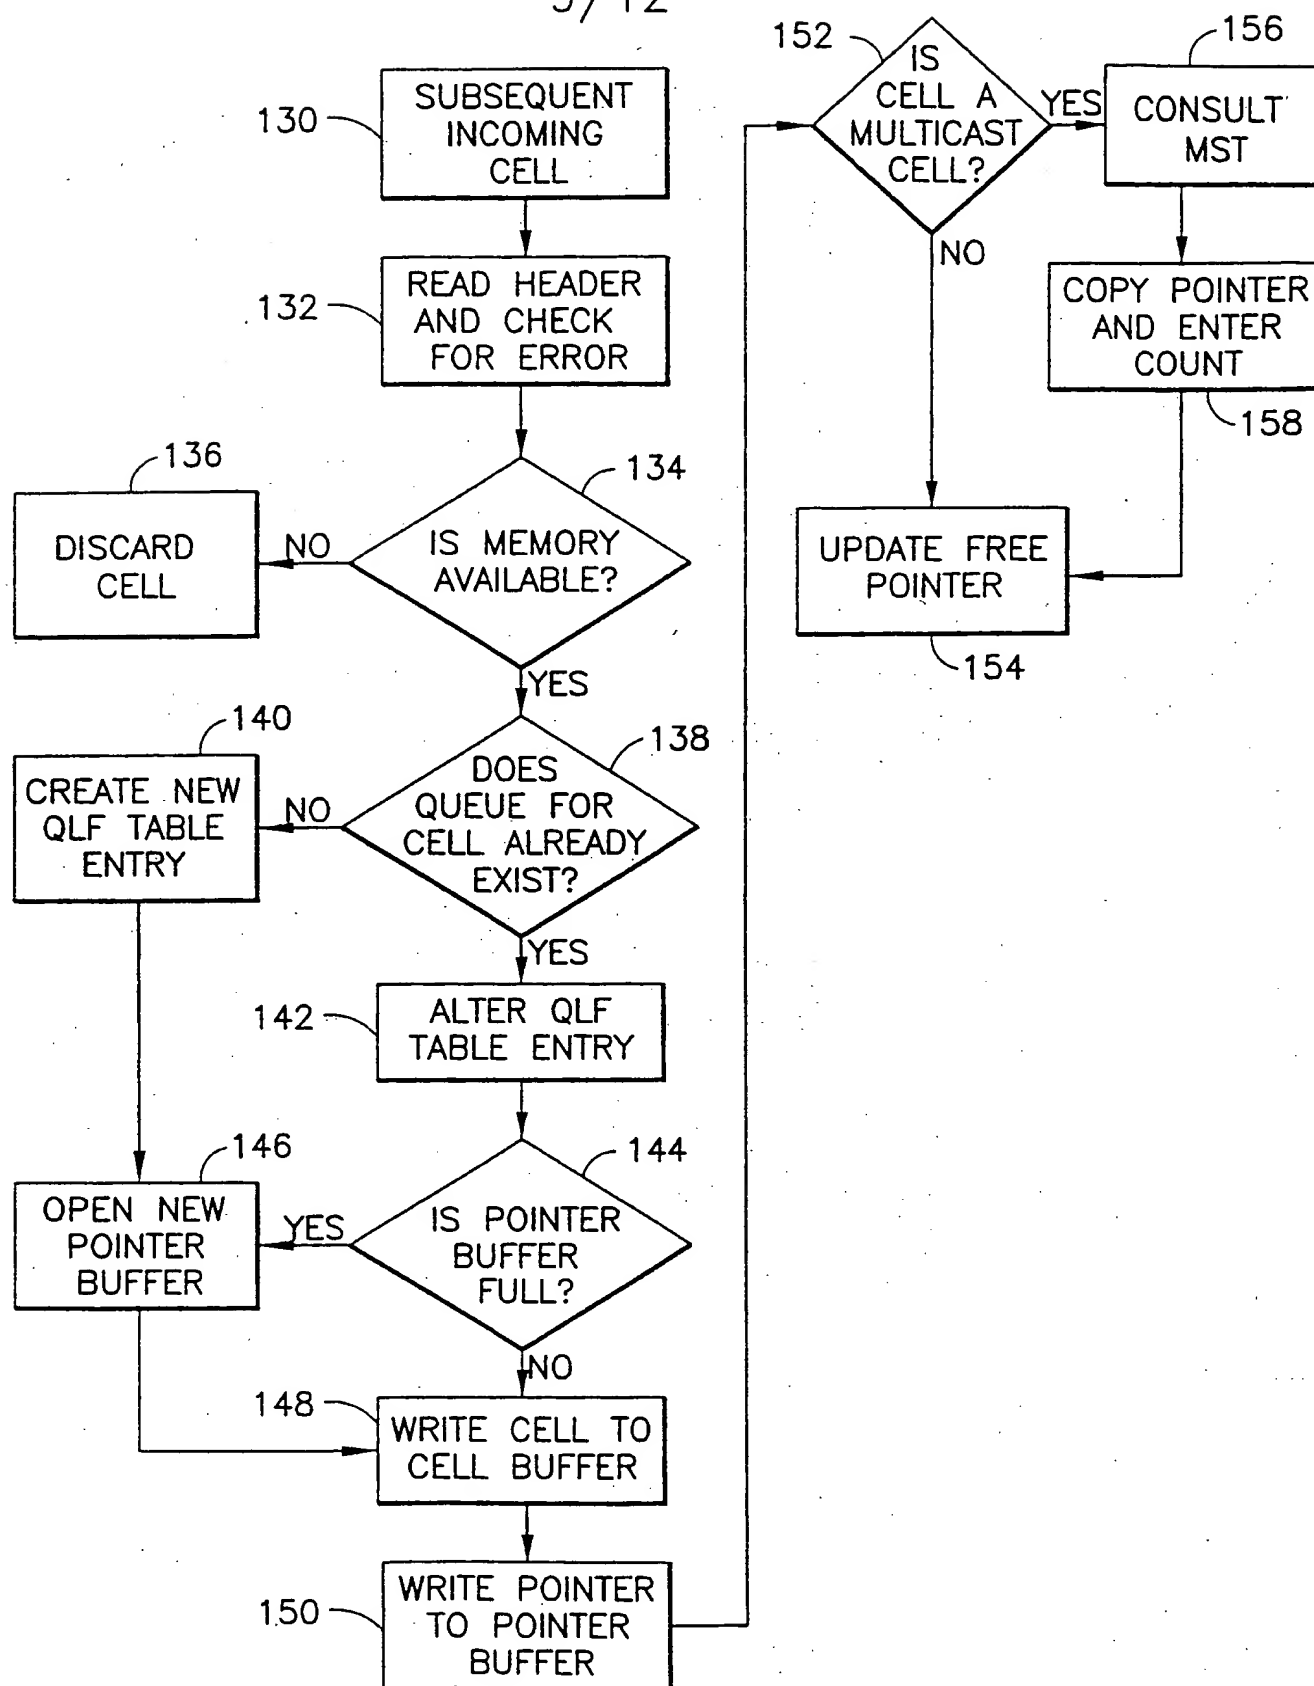 5/12
130
SUBSEQUENT
INCOMING
CELL
132
READ HEADER
AND CHECK
FOR ERROR
136
DISCARD
CELL
NO
134
IS MEMORY
AVAILABLE?
YES
140
CREATE NEW
QLF TABLE
ENTRY
NO
138
DOES
QUEUE FOR
CELL ALREADY
EXIST?
YES
142
ALTER QLF
TABLE ENTRY
146
OPEN NEW
POINTER
BUFFER
YES
144
IS POINTER
BUFFER
FULL?
NO
148
WRITE CELL TO
CELL BUFFER
150
WRITE POINTER
TO POINTER
BUFFER
152
IS
CELL A
MULTICAST
CELL?
YES
NO
156
CONSULT
MST
COPY POINTER
AND ENTER
COUNT
158
UPDATE FREE
POINTER
154